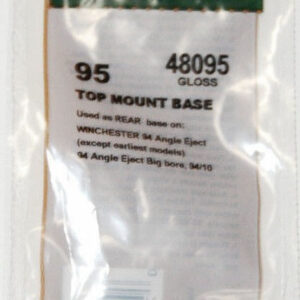 95
48095
GLOSS
TOP MOUNT BASE
Used as REAR base on:
WINCHESTER 94 Angle Eject
(except earliest models)
94 Angle Eject Big bore, 94/10